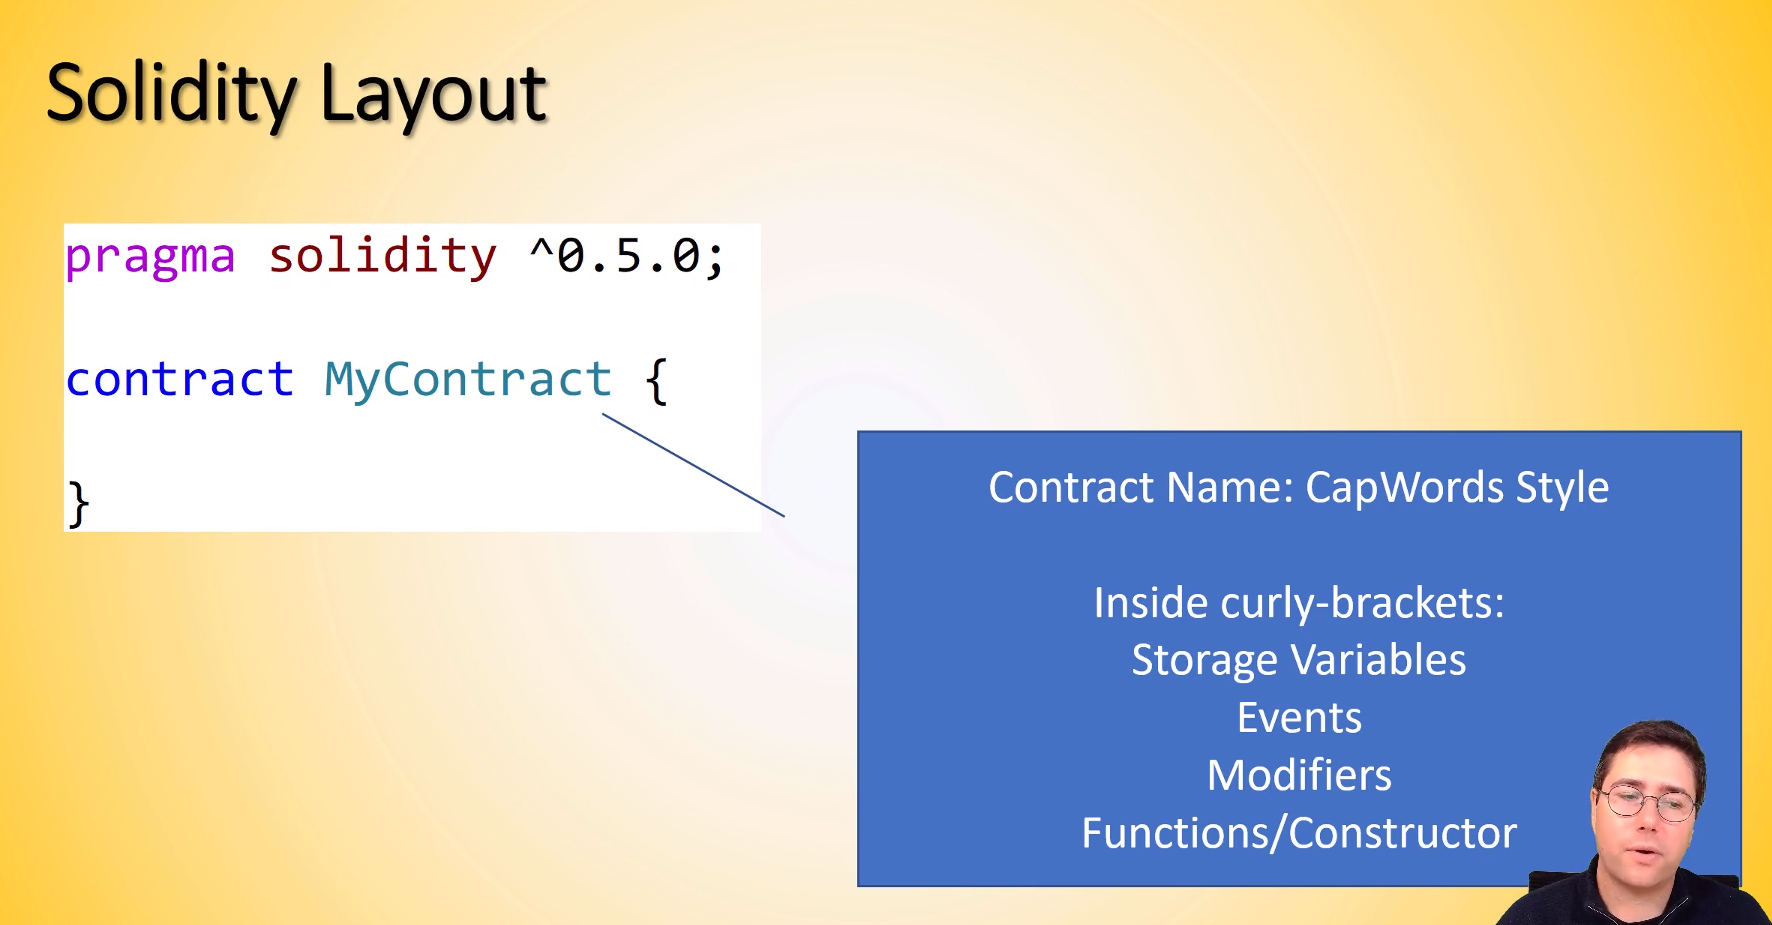 Solidity Layout
pragma solidity ^0.5.0;
contract MyContract {
}
Contract Name: CapWords Style
Inside curly-brackets:
Storage Variables
Events
Modifiers
Functions/Constructor